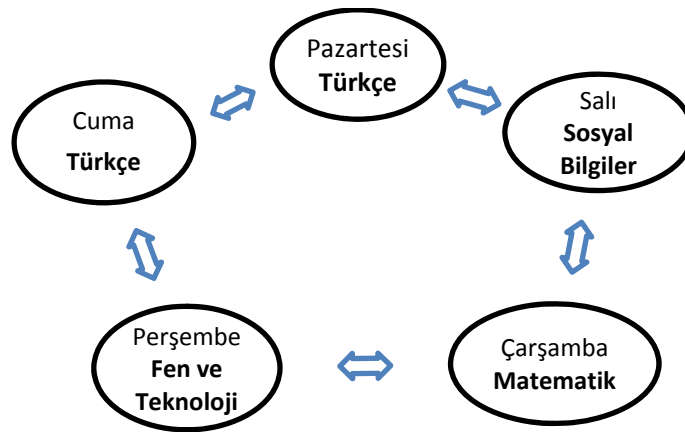 Pazartesi
Türkçe
Salı
Sosyal
Bilgiler
Çarşamba
Matematik
Perşembe
Fen ve
Teknoloji
Cuma
Türkçe